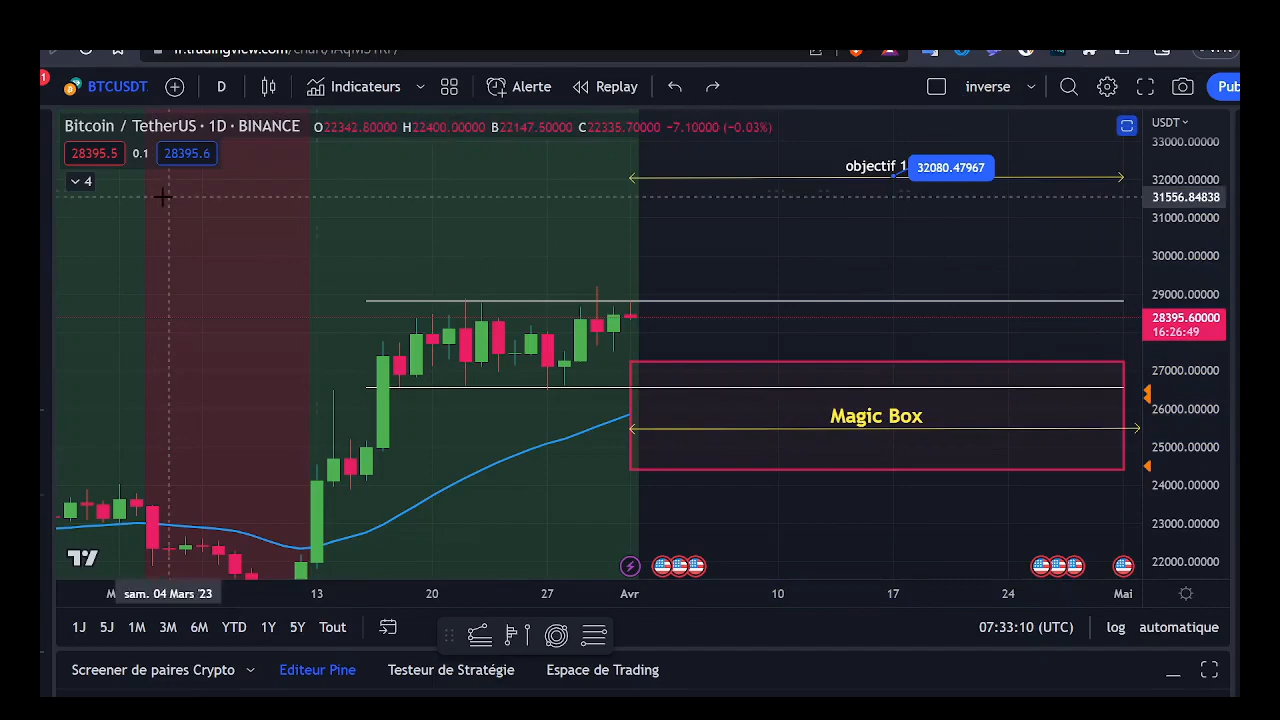 fr.tradingview.com/chart/
1
BTCUSDT
D
Indicateurs
Alerte
Replay
inverse
Pub
Bitcoin / TetherUS · 1D · BINANCE
O22342.80000 H22400.00000 B22147.50000 C22335.70000 −7.10000 (−0.03%)
USDT
28395.5
0.1
28395.6
4
33000.00000
objectif 1
32080.47967
32000.00000
31556.84838
31000.00000
30000.00000
29000.00000
28395.60000
16:26:49
27000.00000
26000.00000
Magic Box
25000.00000
24000.00000
23000.00000
22000.00000
M
sam. 04 Mars '23
13
20
27
Avr
10
17
24
Mai
1J
5J
1M
3M
6M
YTD
1Y
5Y
Tout
07:33:10 (UTC)
log
automatique
Screener de paires Crypto
Editeur Pine
Testeur de Stratégie
Espace de Trading